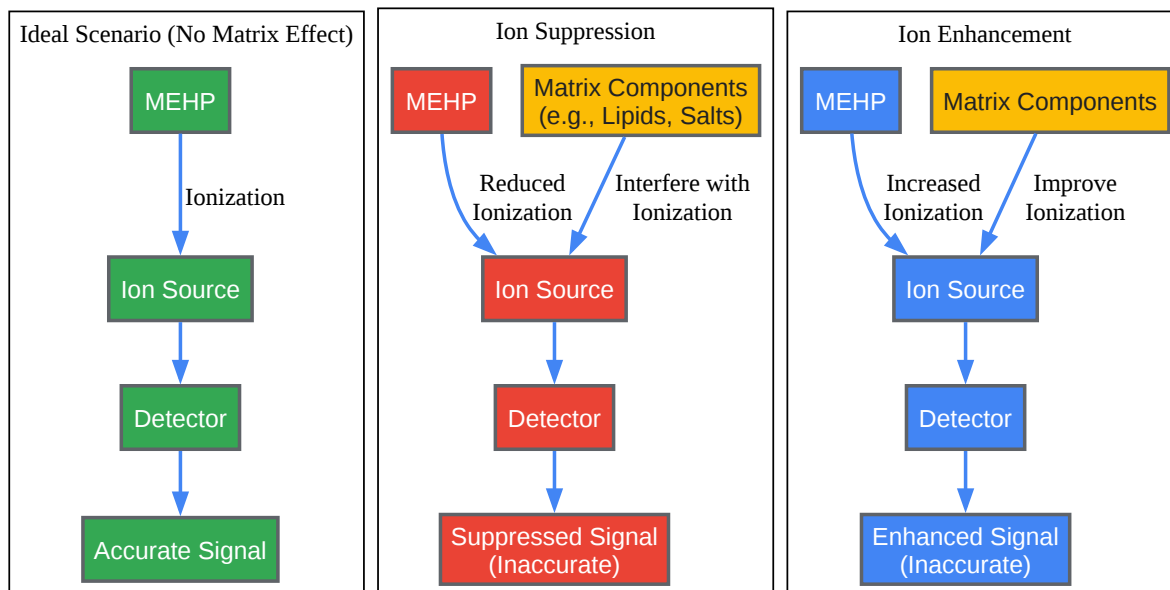 Ideal Scenario (No Matrix Effect)
MEHP
Ionization
Ion Source
Detector
Accurate Signal
Ion Suppression
MEHP
Matrix Components
(e.g., Lipids, Salts)
Reduced
Ionization
Interfere with
Ionization
Ion Source
Detector
Suppressed Signal
(Inaccurate)
Ion Enhancement
MEHP
Matrix Components
Increased
Ionization
Improve
Ionization
Ion Source
Detector
Enhanced Signal
(Inaccurate)